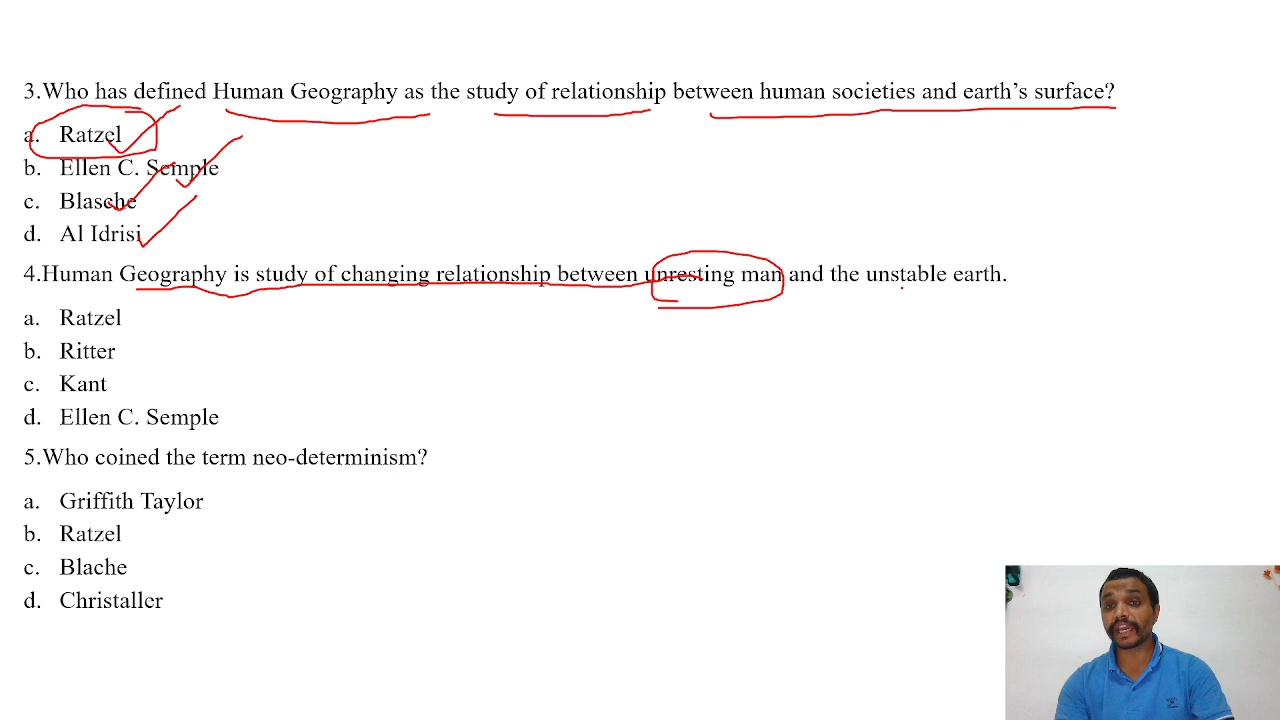 3.Who has defined Human Geography as the study of relationship between human societies and earth's surface?
a. Ratzel
b. Ellen C. Semple
c. Blasche
d. Al Idrisi
4.Human Geography is study of changing relationship between unresting man and the unstable earth.
a. Ratzel
b. Ritter
c. Kant
d. Ellen C. Semple
5.Who coined the term neo-determinism?
a. Griffith Taylor
b. Ratzel
c. Blache
d. Christaller